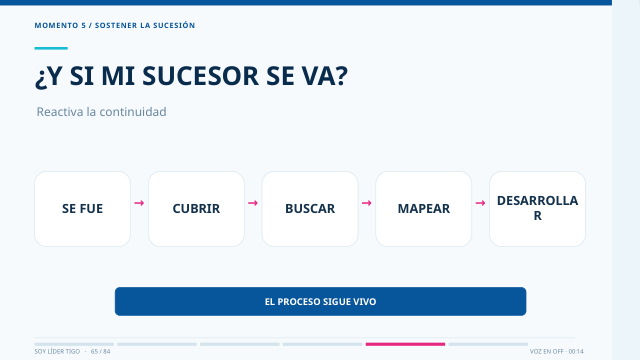 MOMENTO 5 / SOSTENER LA SUCESIÓN
¿Y SI MI SUCESOR SE VA?
Reactiva la continuidad
SE FUE → CUBRIR → BUSCAR → MAPEAR → DESARROLLA
R
EL PROCESO SIGUE VIVO
SOY LÍDER TIGO · 65 / 84
VOZ EN OFF · 00:14